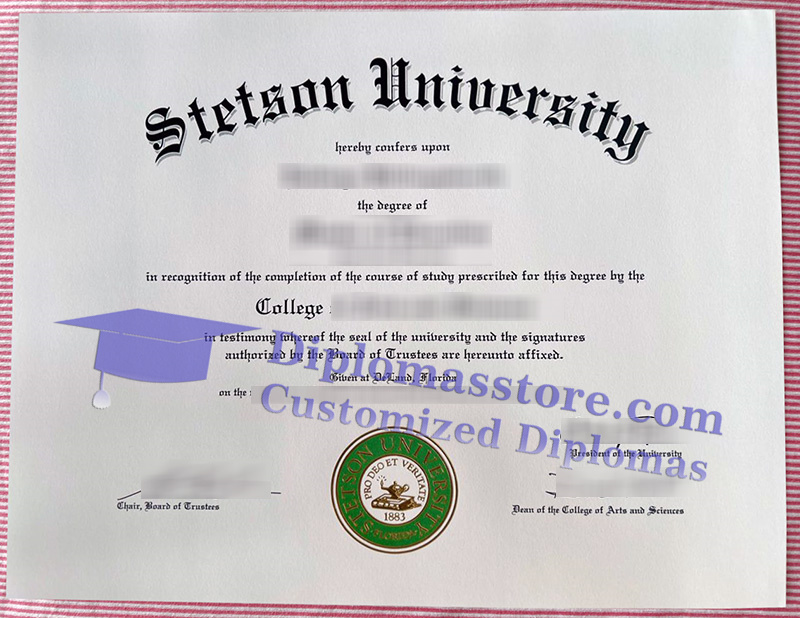 Stetson University
hereby confers upon
the degree of
in recognition of the completion of the course of study prescribed for this degree by the
College
in testimony whereof the seal of the university and the signatures
authorized by the Board of Trustees are hereunto affixed.
Given at DeLand, Florida
on the
Diplomasstore.com
Customized Diplomas
President of the University
STETSON UNIVERSITY
PRO DEO ET VERITATE
1883
FLORIDA
Chair, Board of Trustees
Dean of the College of Arts and Sciences